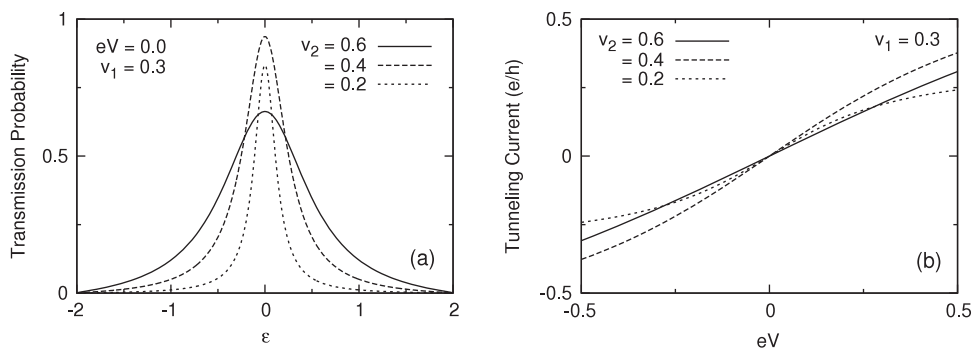 Transmission Probability
1
0.5
0
eV = 0.0
v₁ = 0.3
v₂ = 0.6
= 0.4
= 0.2
(a)
-2 -1 0 1 2
ε
Tunneling Current (e/h)
0.5
0
-0.5
v₂ = 0.6
= 0.4
= 0.2
v₁ = 0.3
(b)
-0.5 0 0.5
eV